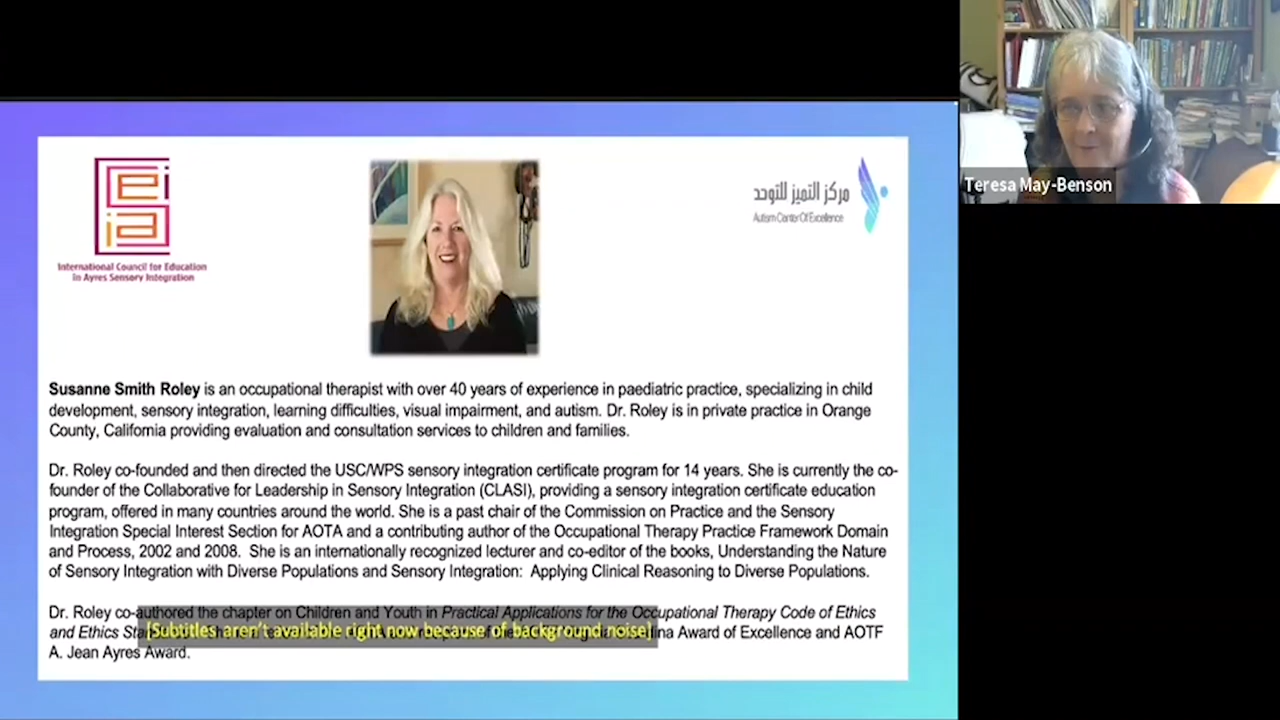 Teresa May-Benson
International Council for Education
In Ayres Sensory Integration
مركز التميز للتوحد
Autism Center Of Excellence
Susanne Smith Roley is an occupational therapist with over 40 years of experience in paediatric practice, specializing in child
development, sensory integration, learning difficulties, visual impairment, and autism. Dr. Roley is in private practice in Orange
County, California providing evaluation and consultation services to children and families.
Dr. Roley co-founded and then directed the USC/WPS sensory integration certificate program for 14 years. She is currently the co-
founder of the Collaborative for Leadership in Sensory Integration (CLASI), providing a sensory integration certificate education
program, offered in many countries around the world. She is a past chair of the Commission on Practice and the Sensory
Integration Special Interest Section for AOTA and a contributing author of the Occupational Therapy Practice Framework Domain
and Process, 2002 and 2008. She is an internationally recognized lecturer and co-editor of the books, Understanding the Nature
of Sensory Integration with Diverse Populations and Sensory Integration: Applying Clinical Reasoning to Diverse Populations.
Dr. Roley co-authored the chapter on Children and Youth in Practical Applications for the Occupational Therapy Code of Ethics
and Ethics Award of Excellence and AOTF
A. Jean Ayres Award.
[Subtitles aren't available right now because of background noise]